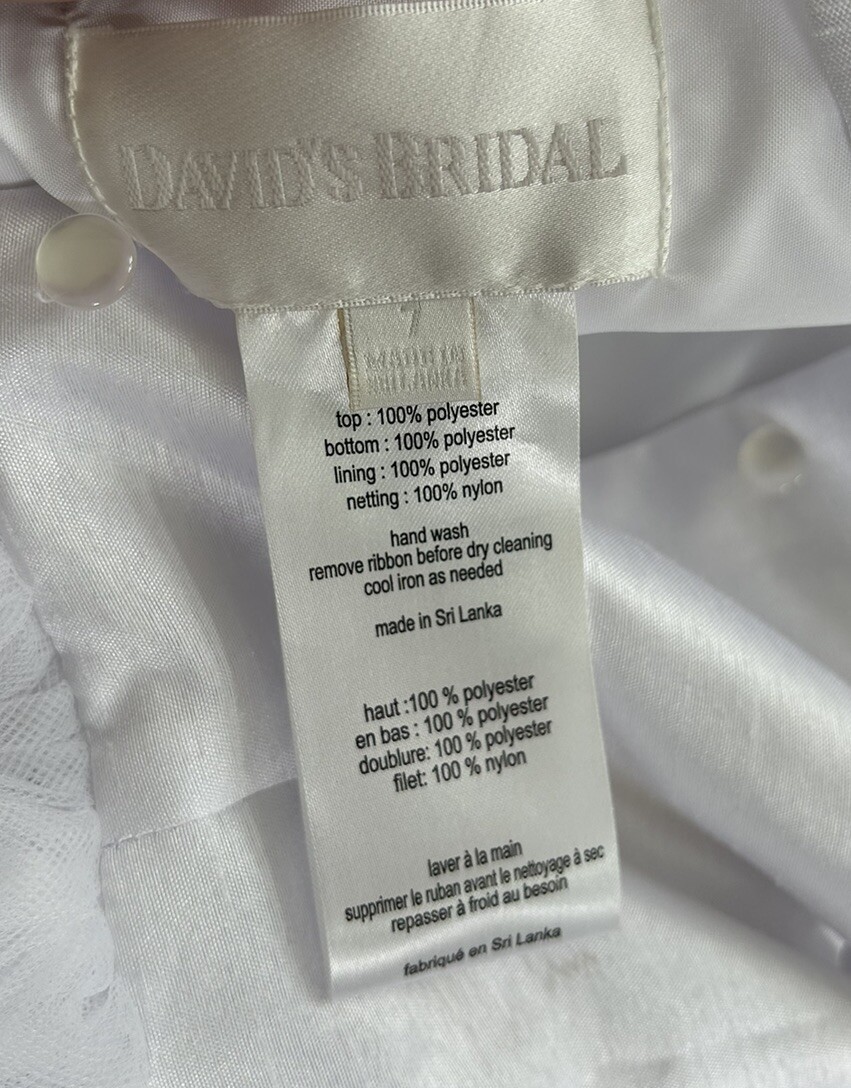 DAVID'S BRIDAL
7
MADE IN
SRI LANKA
top : 100% polyester
bottom : 100% polyester
lining : 100% polyester
netting : 100% nylon
hand wash
remove ribbon before dry cleaning
cool iron as needed
made in Sri Lanka
haut :100 % polyester
en bas : 100 % polyester
doublure: 100 % polyester
filet: 100 % nylon
laver à la main
supprimer le ruban avant le nettoyage à sec
repasser à froid au besoin
fabriqué en Sri Lanka